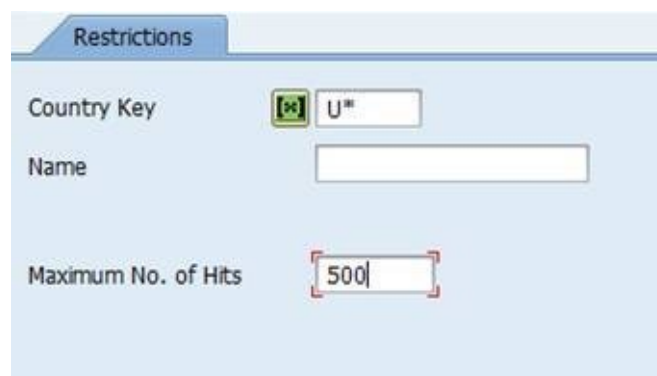 Restrictions
Country Key [*] U*
Name
Maximum No. of Hits 500